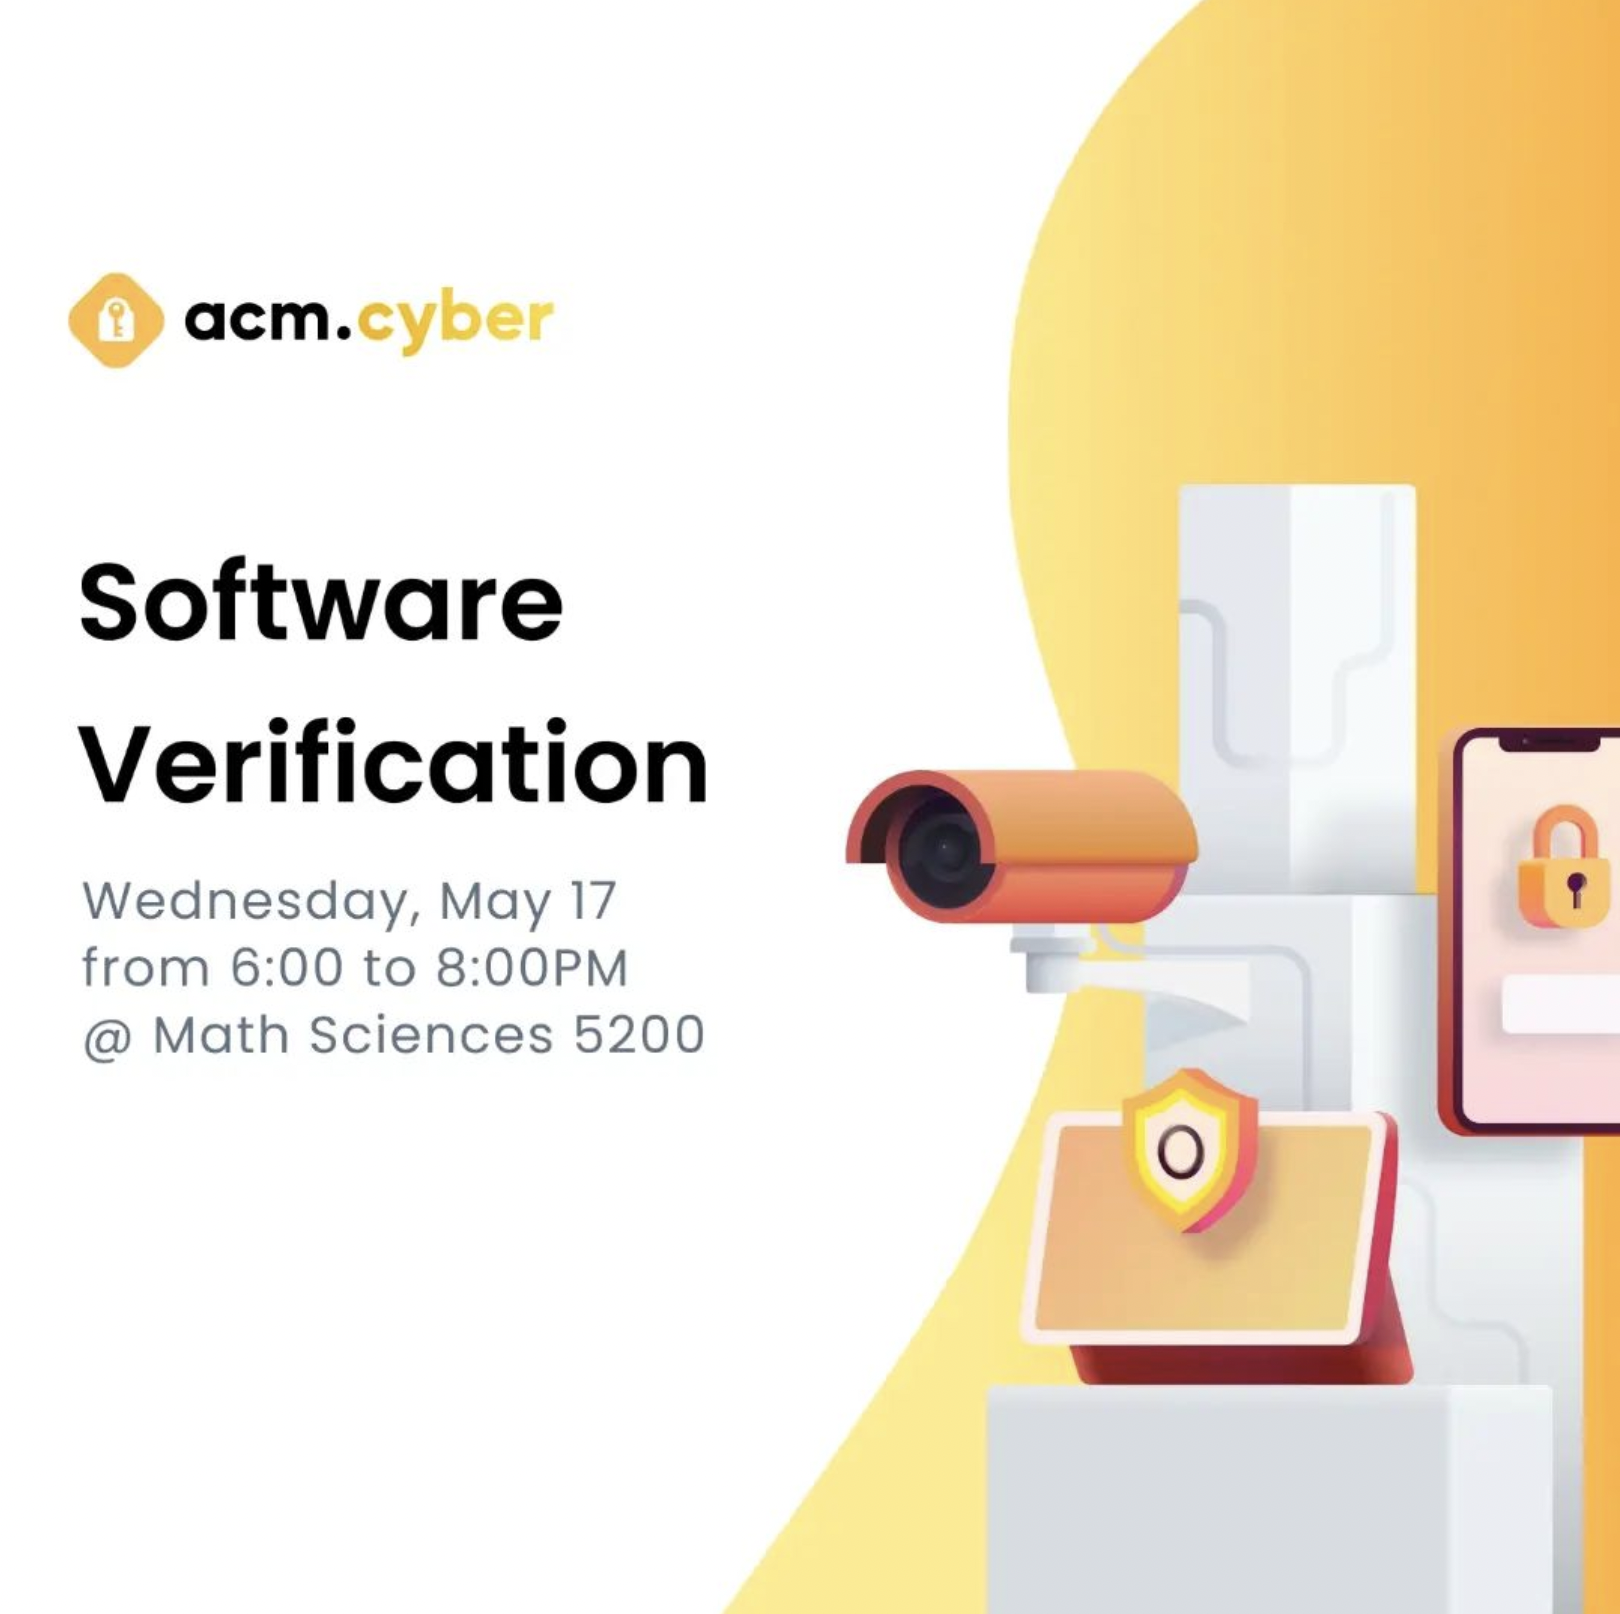 acm.cyber
Software
Verification
Wednesday, May 17
from 6:00 to 8:00PM
@ Math Sciences 5200